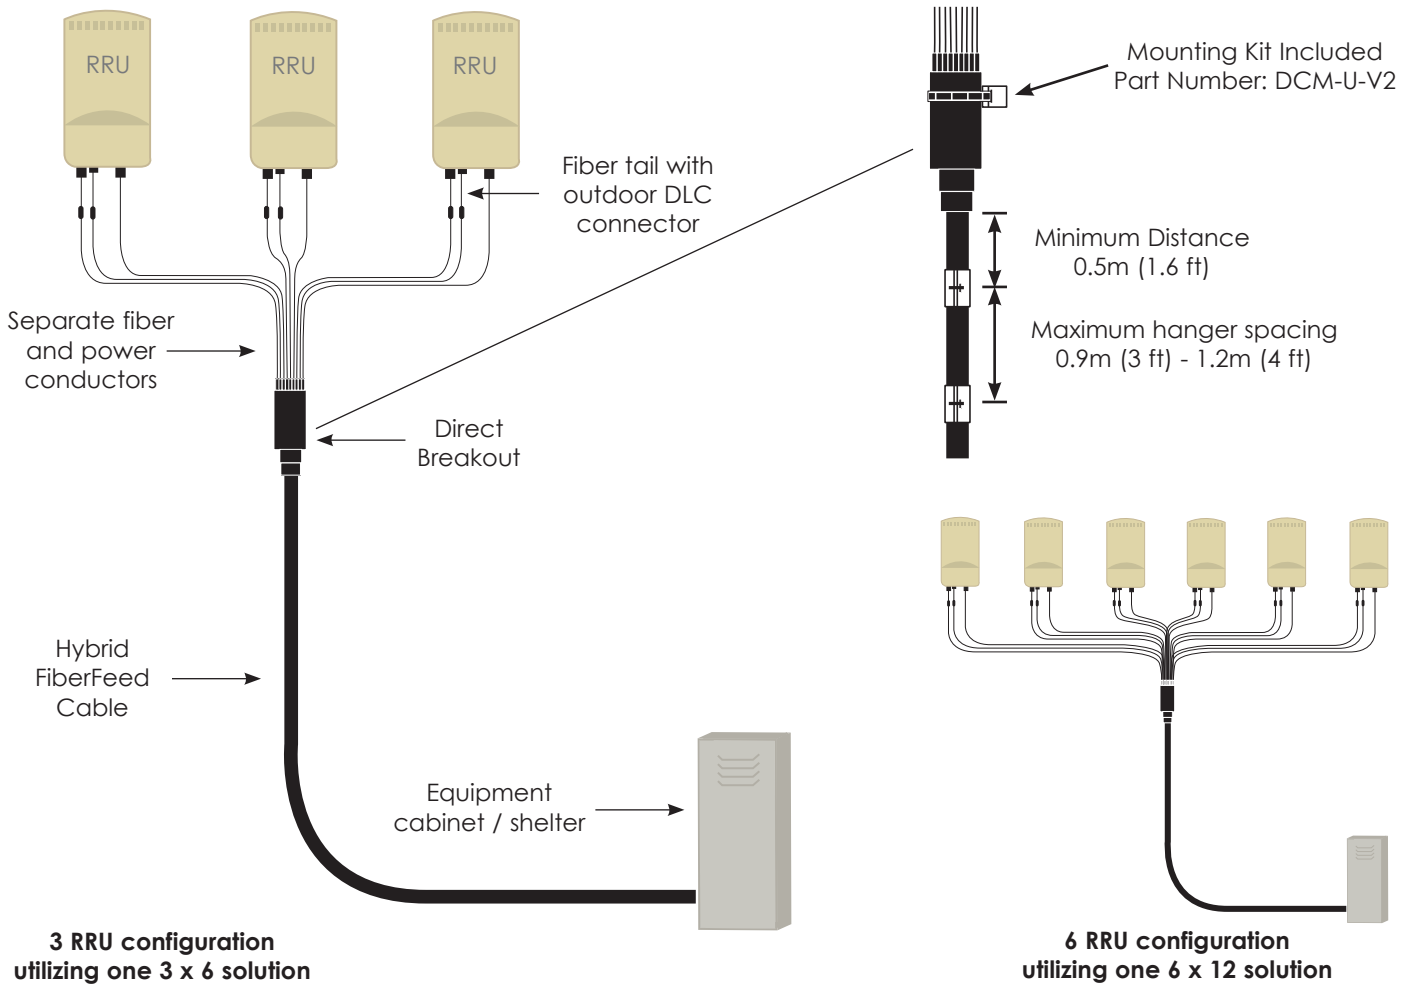 RRU
RRU
RRU
Mounting Kit Included
Part Number: DCM-U-V2
Fiber tail with
outdoor DLC
connector
Minimum Distance
0.5m (1.6 ft)
Separate fiber
and power
conductors
Maximum hanger spacing
0.9m (3 ft) - 1.2m (4 ft)
Direct
Breakout
Hybrid
FiberFeed
Cable
Equipment
cabinet / shelter
3 RRU configuration
utilizing one 3 x 6 solution
6 RRU configuration
utilizing one 6 x 12 solution